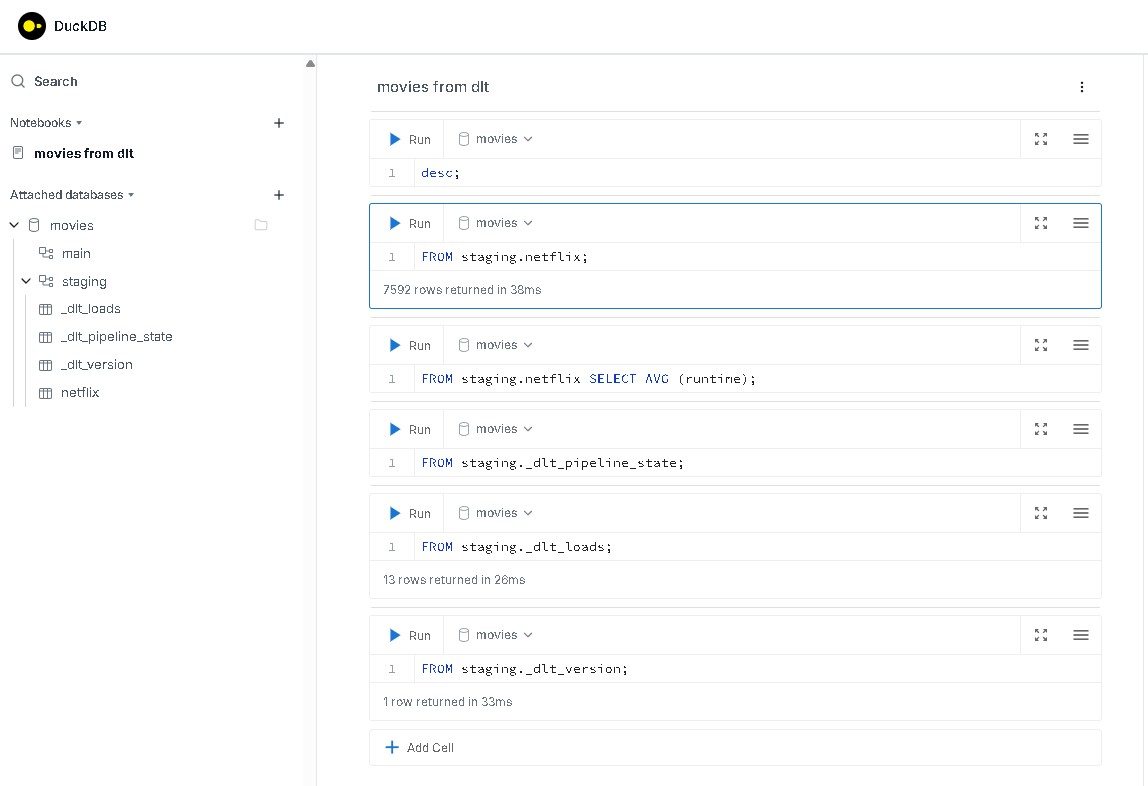 DuckDB
Search
Notebooks
movies from dlt
Attached databases
movies
main
staging
_dlt_loads
_dlt_pipeline_state
_dlt_version
netflix
movies from dlt
Run movies
1 desc;
Run movies
1 FROM staging.netflix;
7592 rows returned in 38ms
Run movies
1 FROM staging.netflix SELECT AVG (runtime);
Run movies
1 FROM staging._dlt_pipeline_state;
Run movies
1 FROM staging._dlt_loads;
13 rows returned in 26ms
Run movies
1 FROM staging._dlt_version;
1 row returned in 33ms
Add Cell